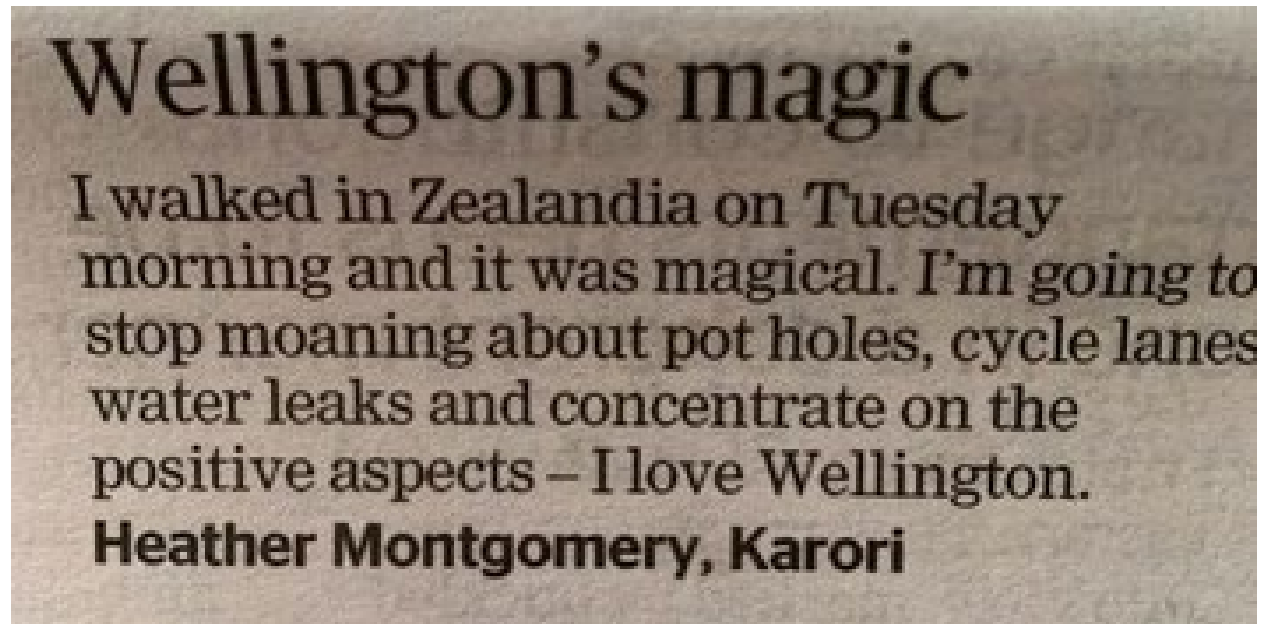 Wellington's magic
I walked in Zealandia on Tuesday
morning and it was magical. I'm going to
stop moaning about pot holes, cycle lanes
water leaks and concentrate on the
positive aspects – I love Wellington.
Heather Montgomery, Karori